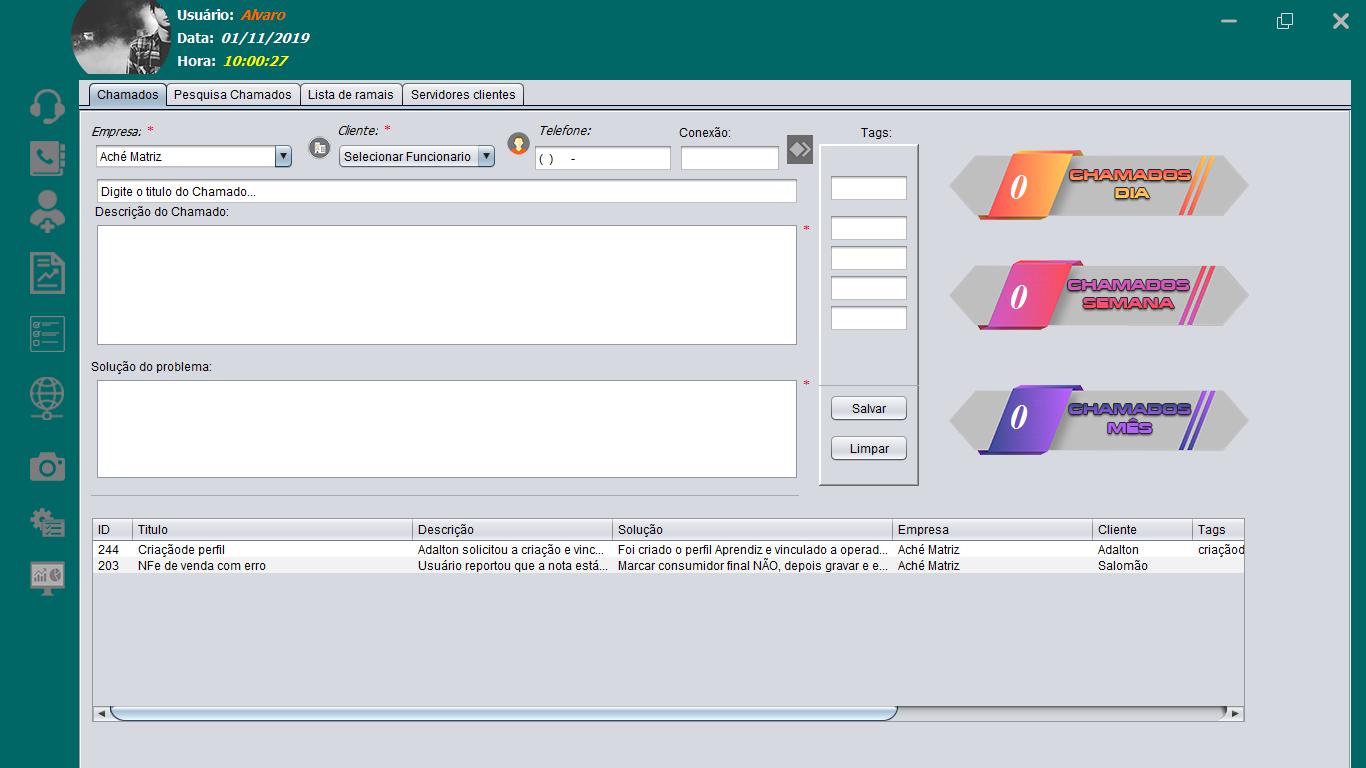 Usuário: Alvaro
Data: 01/11/2019
Hora: 10:00:27
Chamados Pesquisa Chamados Lista de ramais Servidores clientes
Empresa: * Cliente: * Telefone: Conexão: Tags:
Aché Matriz Selecionar Funcionario ( ) -
Digite o titulo do Chamado...
Descrição do Chamado:
*
Solução do problema:
*
Salvar
Limpar
0 CHAMADOS
DIA
0 CHAMADOS
SEMANA
0 CHAMADOS
MÊS
ID Titulo Descrição Solução Empresa Cliente Tags
244 Criaçãode perfil Adalton solicitou a criação e vinc... Foi criado o perfil Aprendiz e vinculado a operad... Aché Matriz Adalton criaçãod
203 NFe de venda com erro Usuário reportou que a nota está... Marcar consumidor final NÃO, depois gravar e e... Aché Matriz Salomão